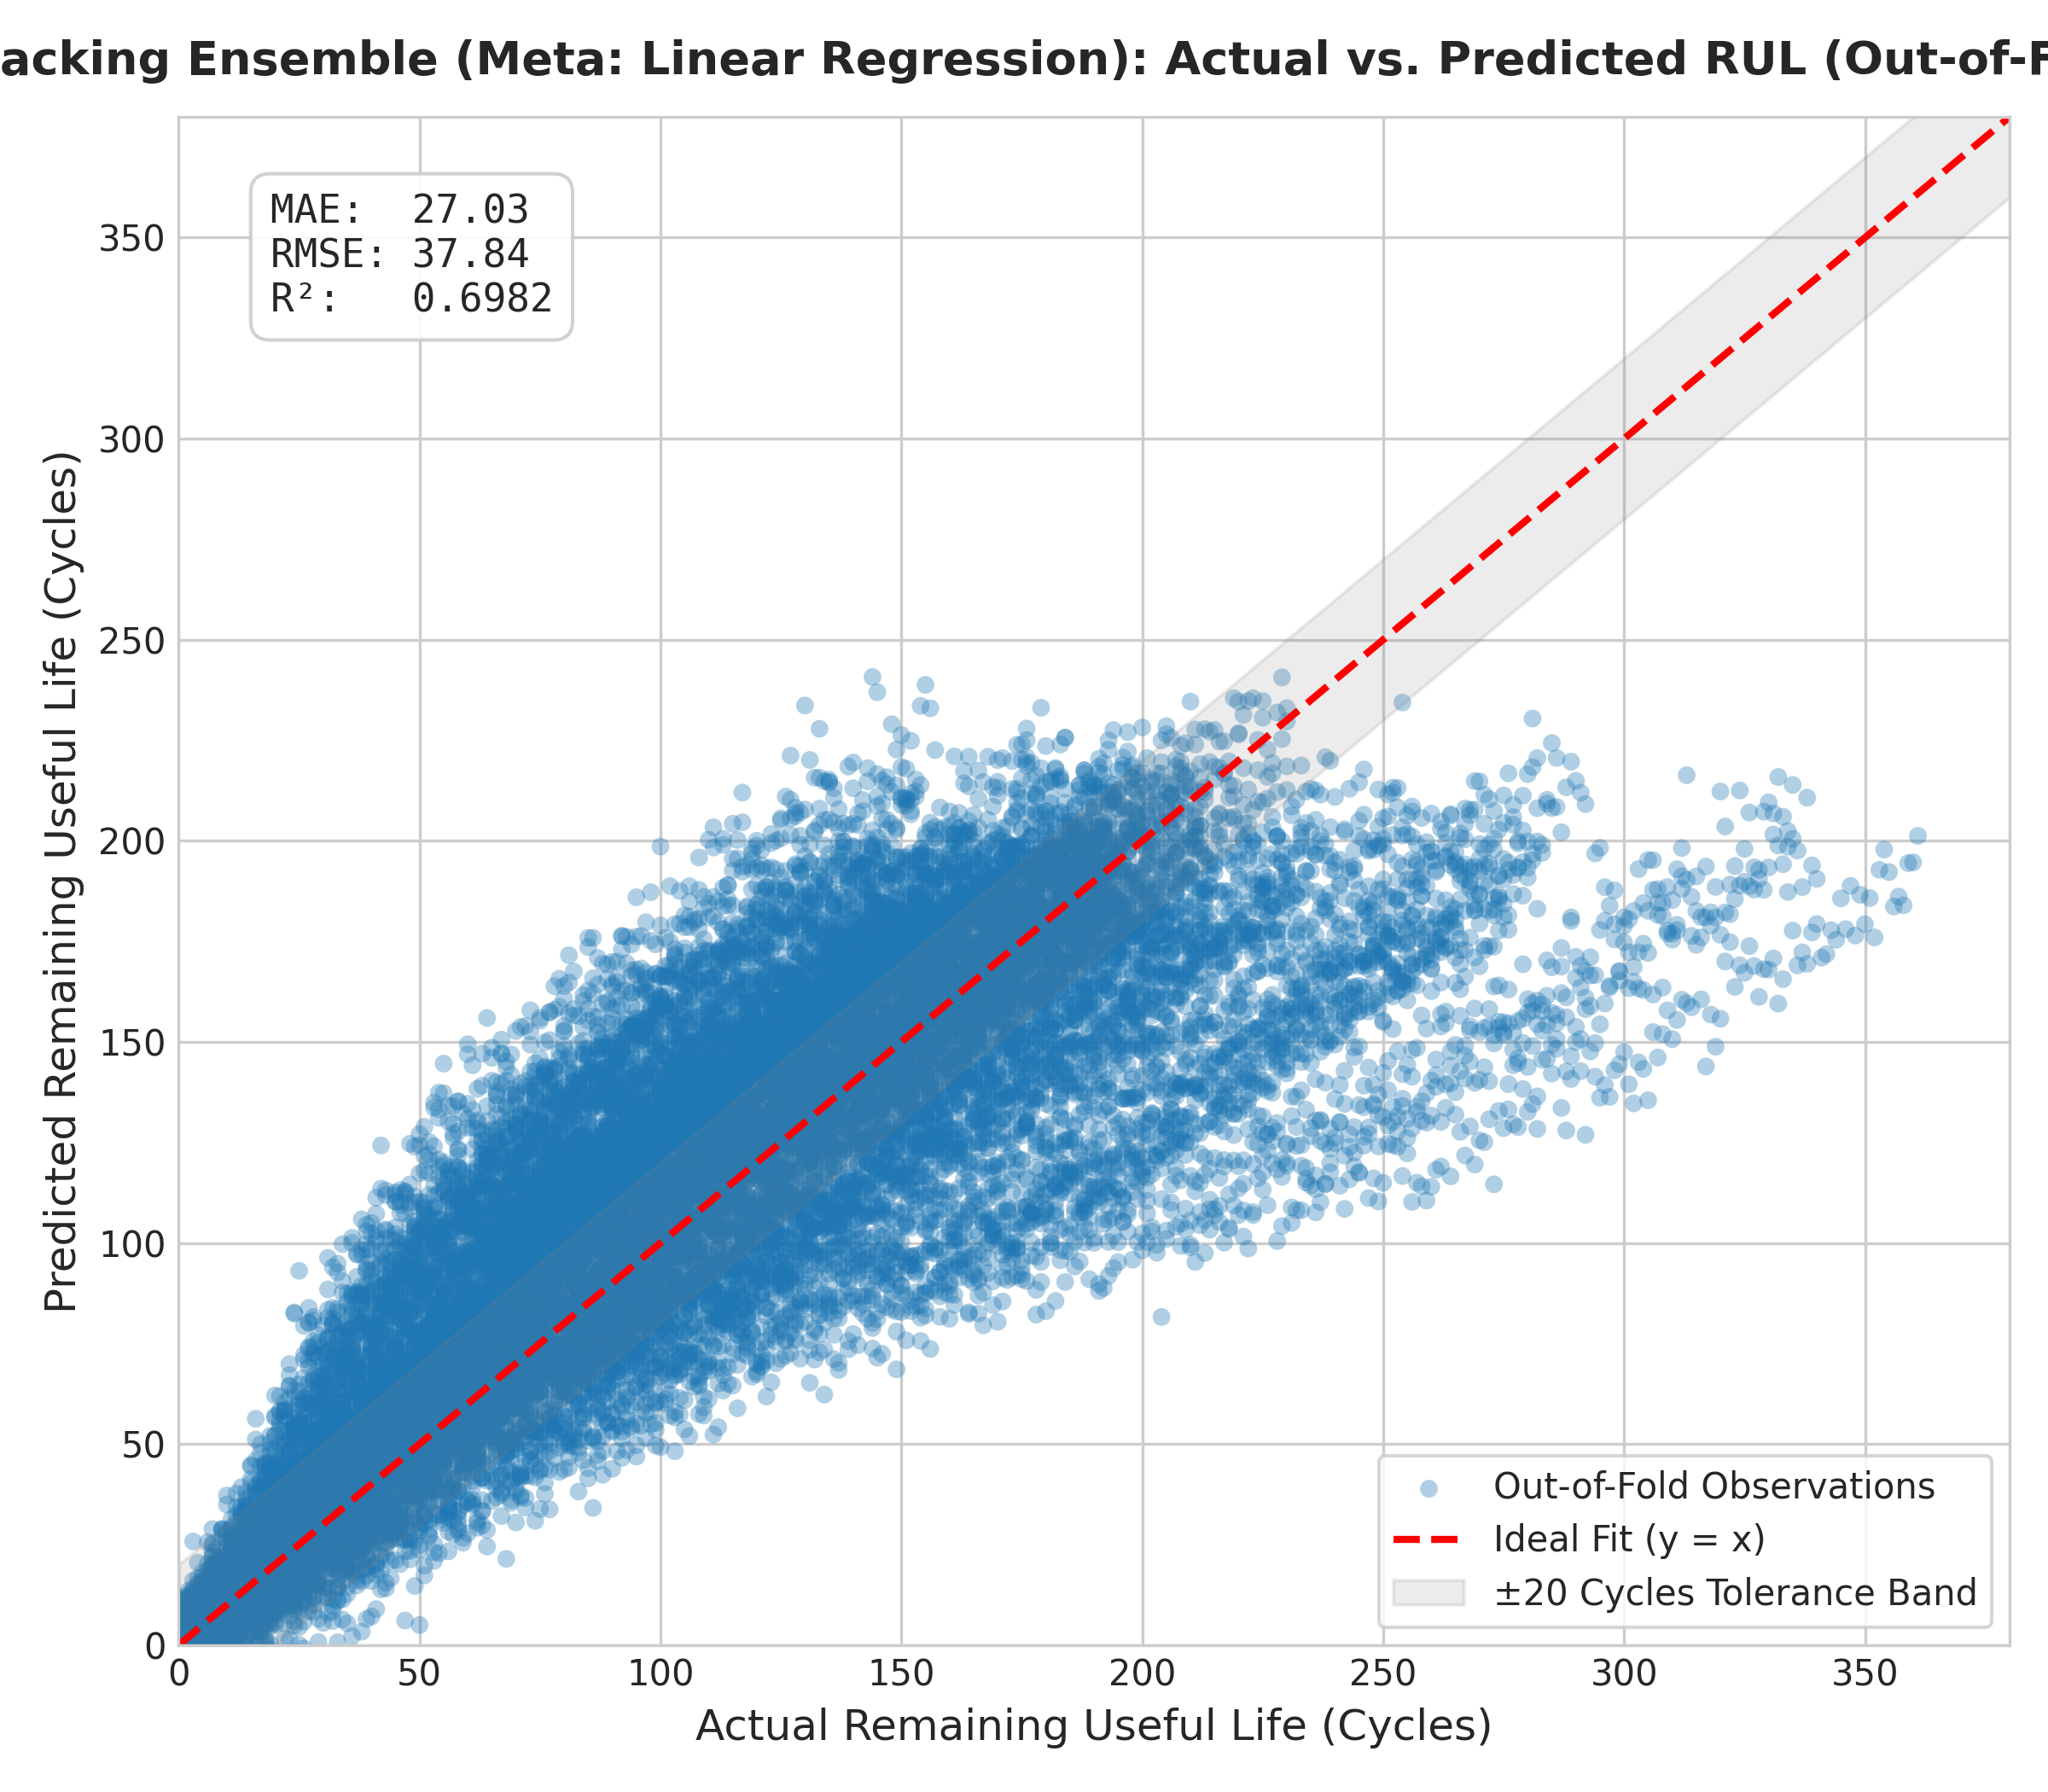 acking Ensemble (Meta: Linear Regression): Actual vs. Predicted RUL (Out-of-F
MAE: 27.03
RMSE: 37.84
R²: 0.6982
Predicted Remaining Useful Life (Cycles)
350
300
250
200
150
100
50
0
Out-of-Fold Observations
Ideal Fit (y = x)
±20 Cycles Tolerance Band
0 50 100 150 200 250 300 350
Actual Remaining Useful Life (Cycles)